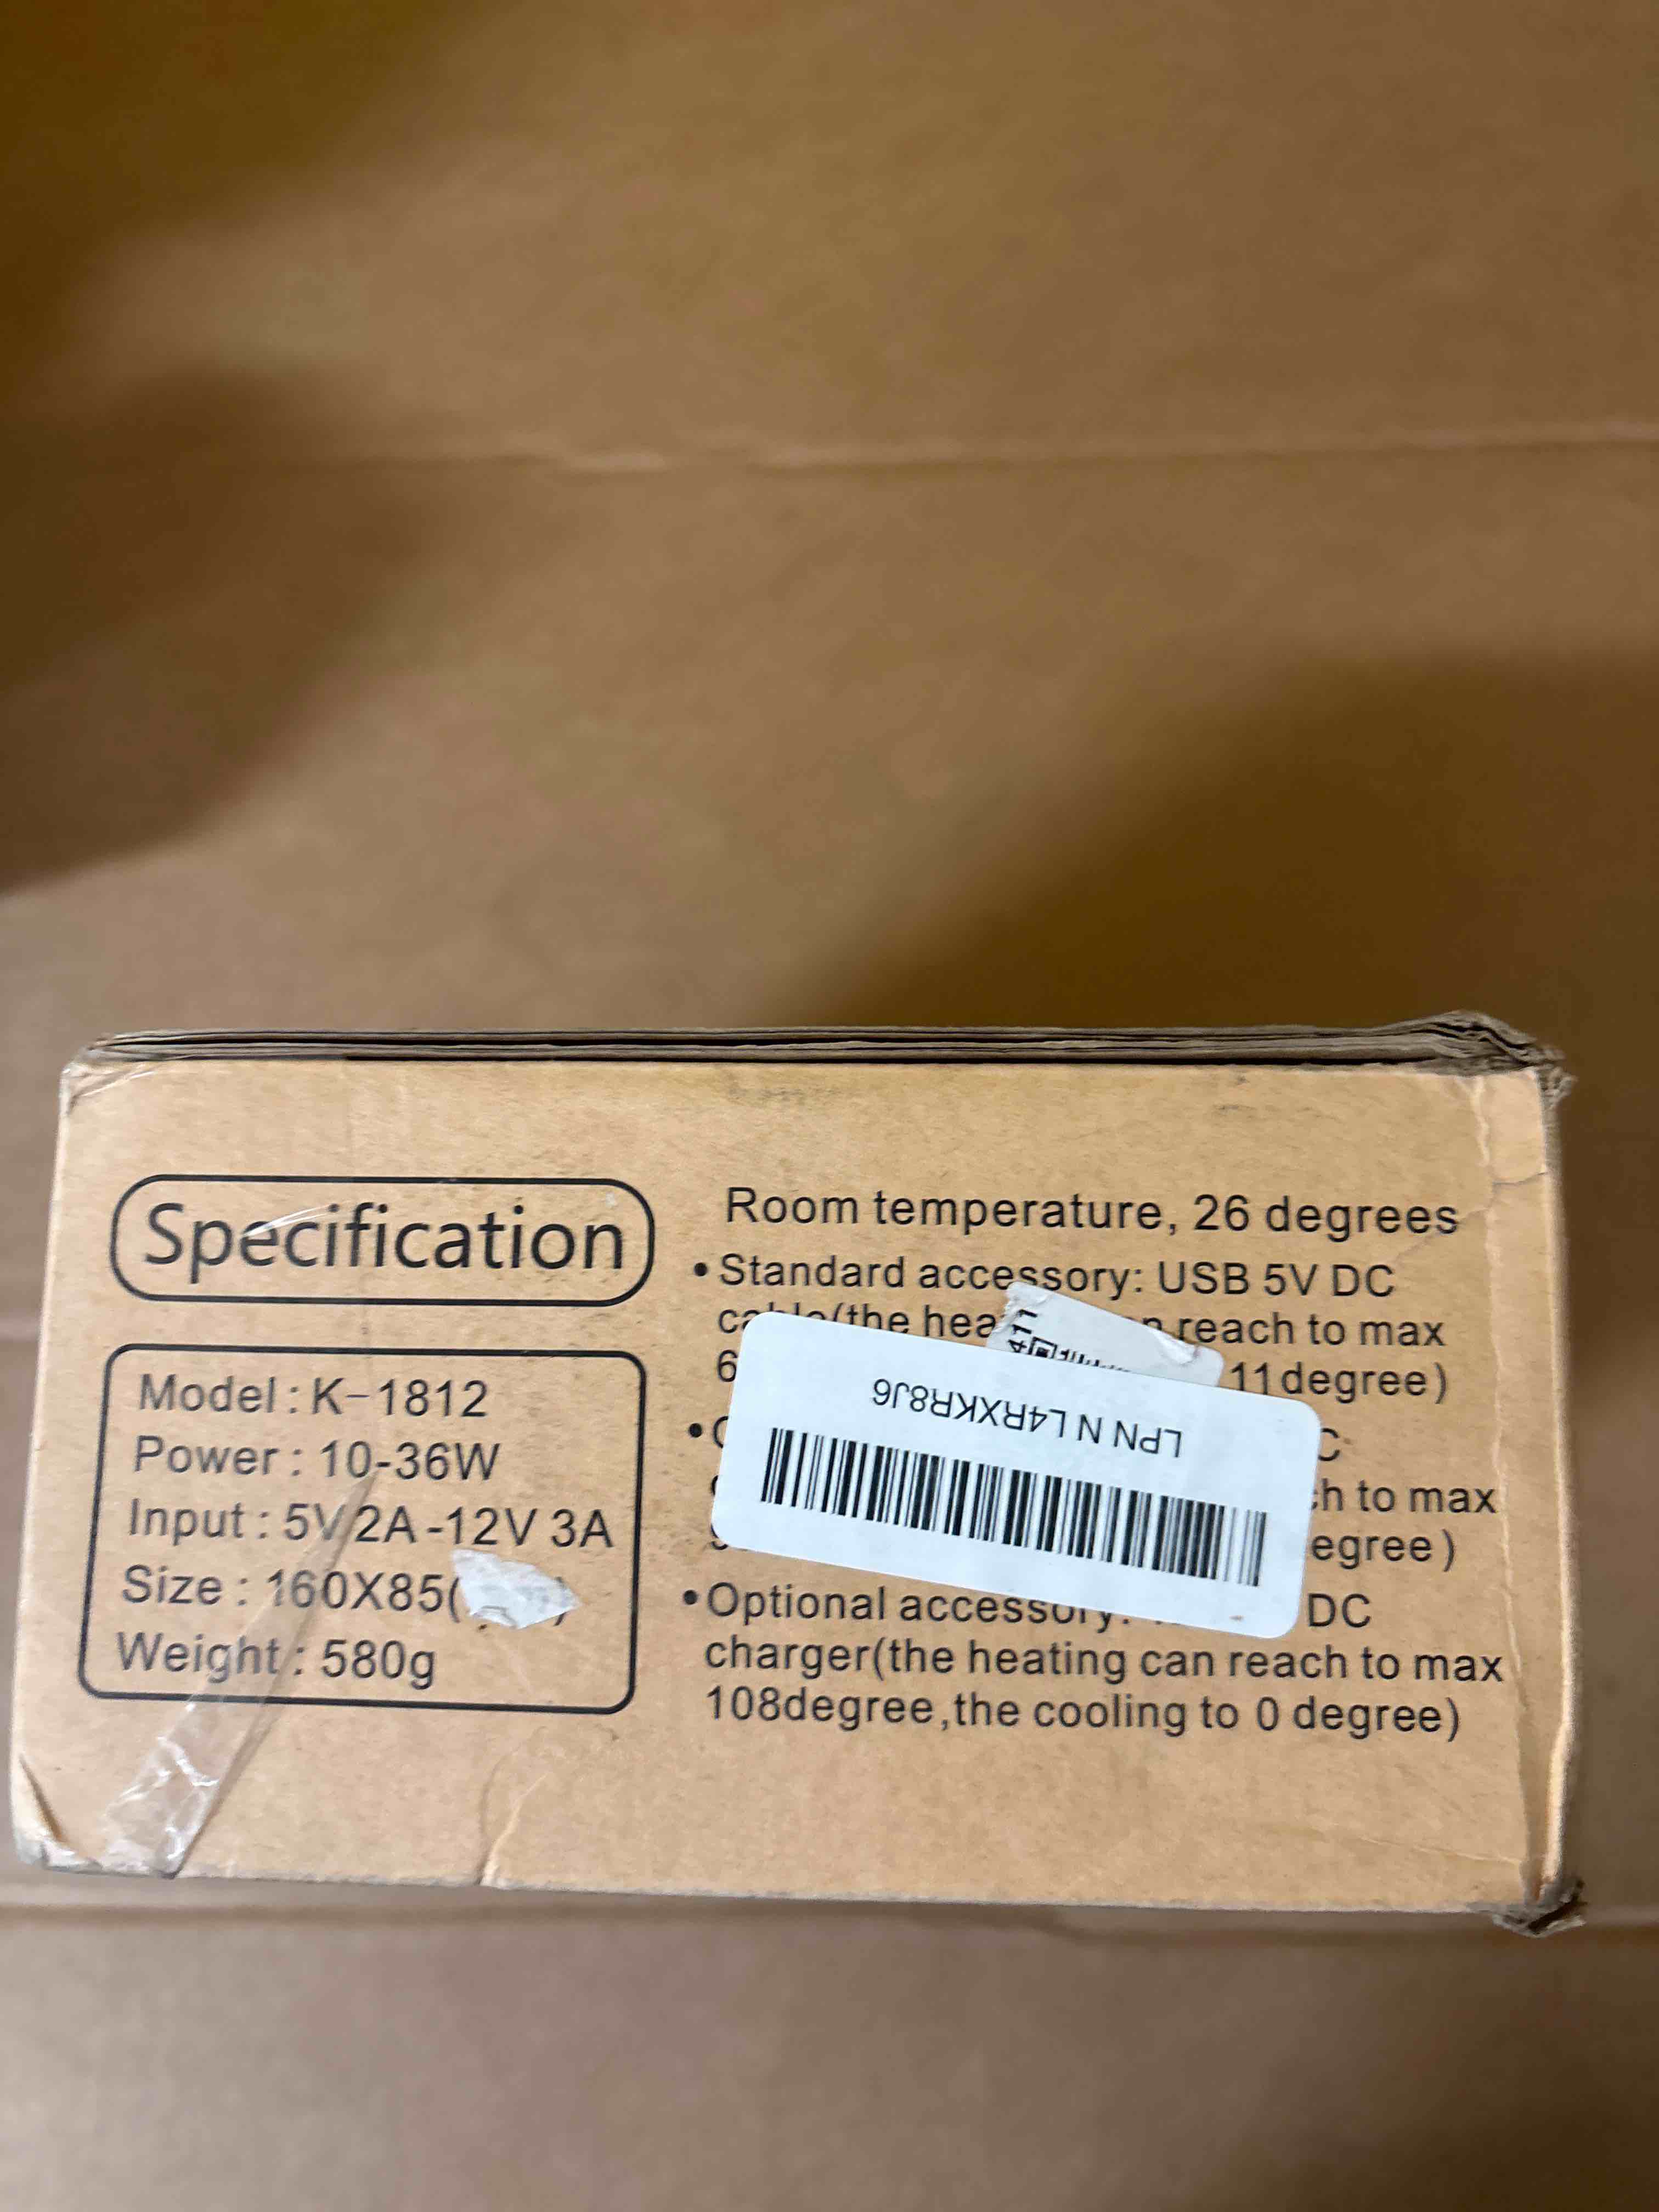 Specification
Model : K-1812
Power : 10-36W
Input : 5V 2A -12V 3A
Size : 160X85(
Weight : 580g
Room temperature, 26 degrees
• Standard accessory: USB 5V DC
(the reach to max
11degree)
to max
• Optional accessory: DC
charger(the heating can reach to max
108degree,the cooling to 0 degree)
411
LPN N L4RXKR8J6